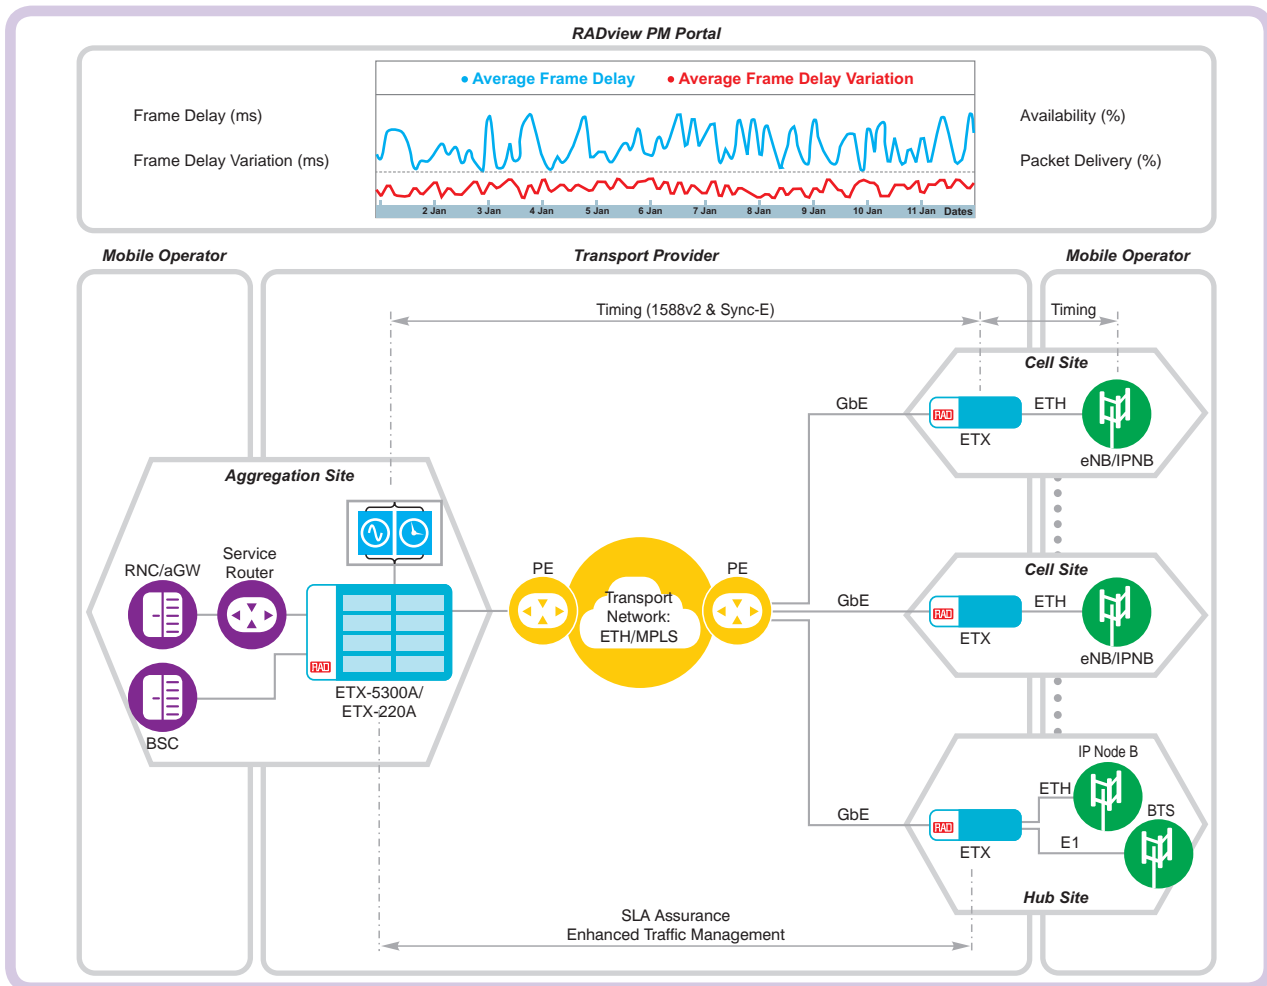 RADview PM Portal
• Average Frame Delay • Average Frame Delay Variation
Frame Delay (ms)
Availability (%)
Frame Delay Variation (ms)
Packet Delivery (%)
2 Jan 3 Jan 4 Jan 5 Jan 6 Jan 7 Jan 8 Jan 9 Jan 10 Jan 11 Jan Dates
Mobile Operator
Transport Provider
Mobile Operator
Timing (1588v2 & Sync-E)
Timing
Cell Site
GbE
RAD
ETH
ETX
eNB/IPNB
Aggregation Site
RNC/aGW
Service
Router
RAD
ETX-5300A/
ETX-220A
BSC
PE
Transport
Network:
ETH/MPLS
PE
Cell Site
GbE
RAD
ETH
ETX
eNB/IPNB
IP Node B
ETH
BTS
GbE
RAD
E1
ETX
Hub Site
SLA Assurance
Enhanced Traffic Management